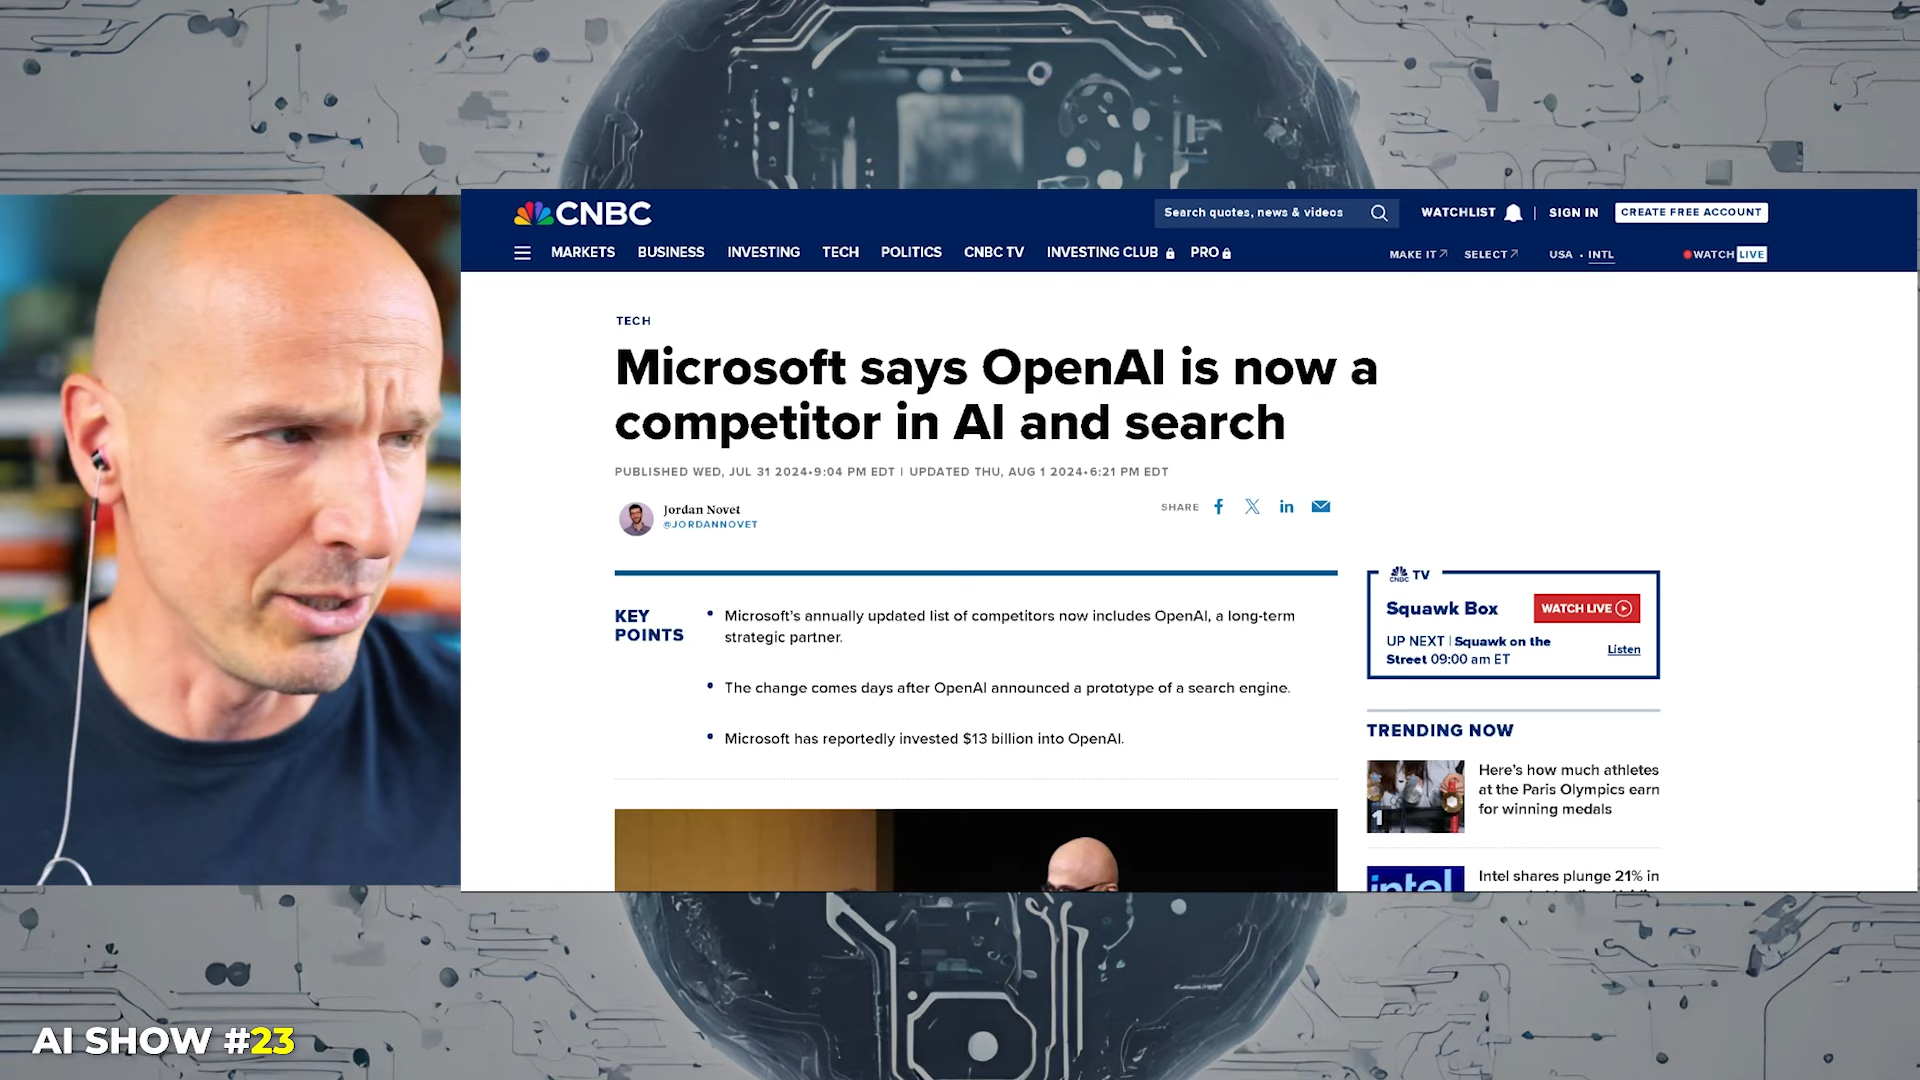 CNBC
Search quotes, news & videos
WATCHLIST
SIGN IN
CREATE FREE ACCOUNT
MARKETS
BUSINESS
INVESTING
TECH
POLITICS
CNBC TV
INVESTING CLUB
PRO
MAKE IT
SELECT
USA • INTL
WATCH LIVE
TECH
Microsoft says OpenAI is now a
competitor in AI and search
PUBLISHED WED, JUL 31 2024•9:04 PM EDT | UPDATED THU, AUG 1 2024•6:21 PM EDT
Jordan Novet
@JORDANNOVET
SHARE
KEY
POINTS
• Microsoft’s annually updated list of competitors now includes OpenAI, a long-term
strategic partner.
• The change comes days after OpenAI announced a prototype of a search engine.
• Microsoft has reportedly invested $13 billion into OpenAI.
CNBC TV
Squawk Box
WATCH LIVE
UP NEXT | Squawk on the
Street 09:00 am ET
Listen
TRENDING NOW
1
Here’s how much athletes
at the Paris Olympics earn
for winning medals
intel
Intel shares plunge 21% in
AI SHOW #23